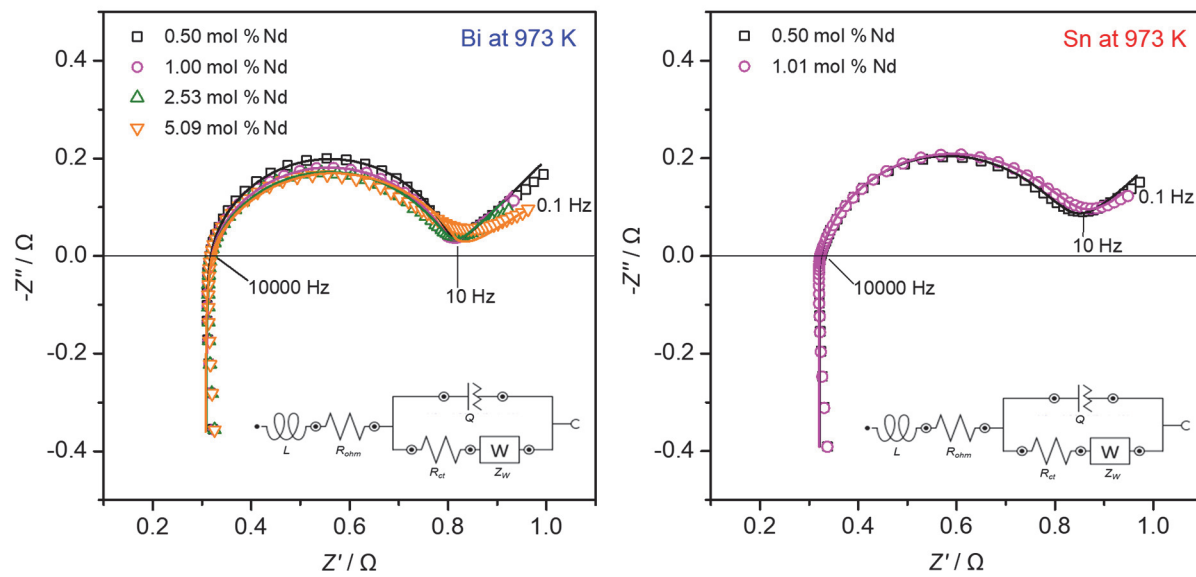 Bi at 973 K
0.50 mol % Nd
1.00 mol % Nd
2.53 mol % Nd
5.09 mol % Nd
0.4
0.2
0.0
-0.2
-0.4
-Z″ / Ω
0.1 Hz
10000 Hz
10 Hz
L
R_ohm
Q
R_ct
W
Z_W
0.2 0.4 0.6 0.8 1.0
Z′ / Ω
Sn at 973 K
0.50 mol % Nd
1.01 mol % Nd
0.4
0.2
0.0
-0.2
-0.4
-Z″ / Ω
0.1 Hz
10 Hz
10000 Hz
L
R_ohm
Q
R_ct
W
Z_W
0.2 0.4 0.6 0.8 1.0
Z′ / Ω